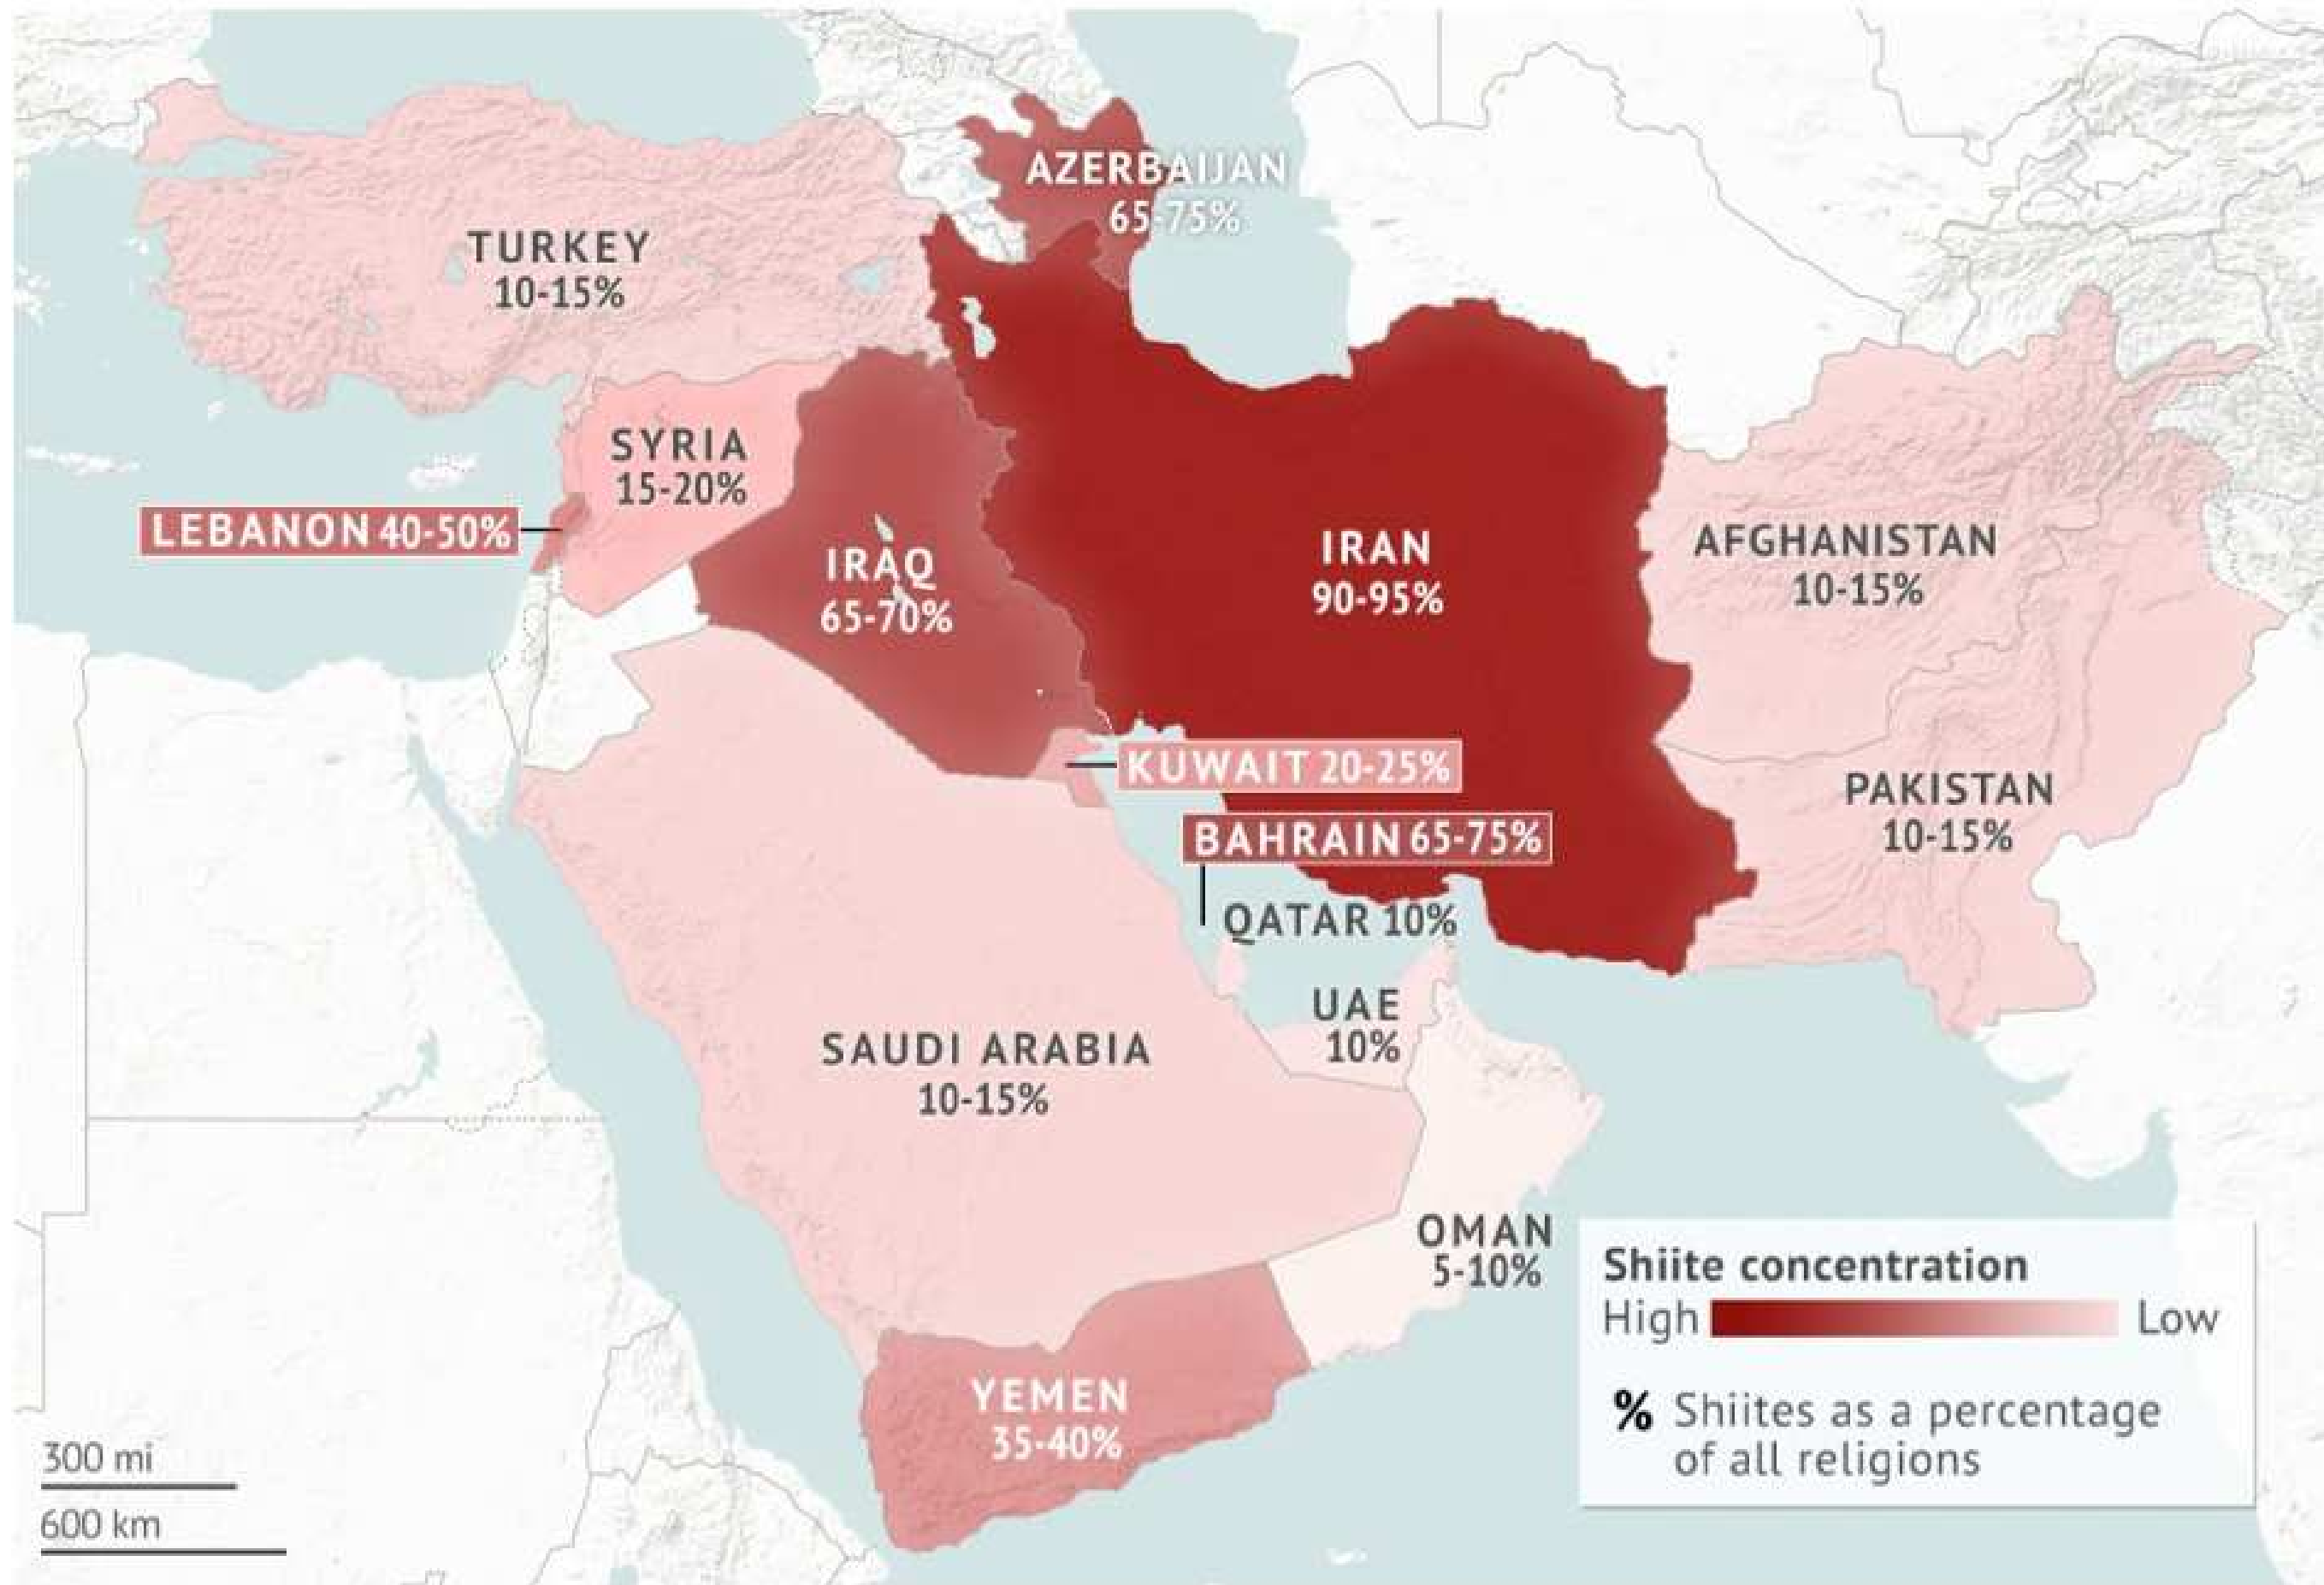 AZERBAIJAN
65-75%
TURKEY
10-15%
SYRIA
15-20%
LEBANON 40-50%
IRAQ
65-70%
IRAN
90-95%
AFGHANISTAN
10-15%
KUWAIT 20-25%
PAKISTAN
10-15%
BAHRAIN 65-75%
QATAR 10%
UAE
10%
SAUDI ARABIA
10-15%
OMAN
5-10%
YEMEN
35-40%
Shiite concentration
High Low
% Shiites as a percentage
of all religions
300 mi
600 km